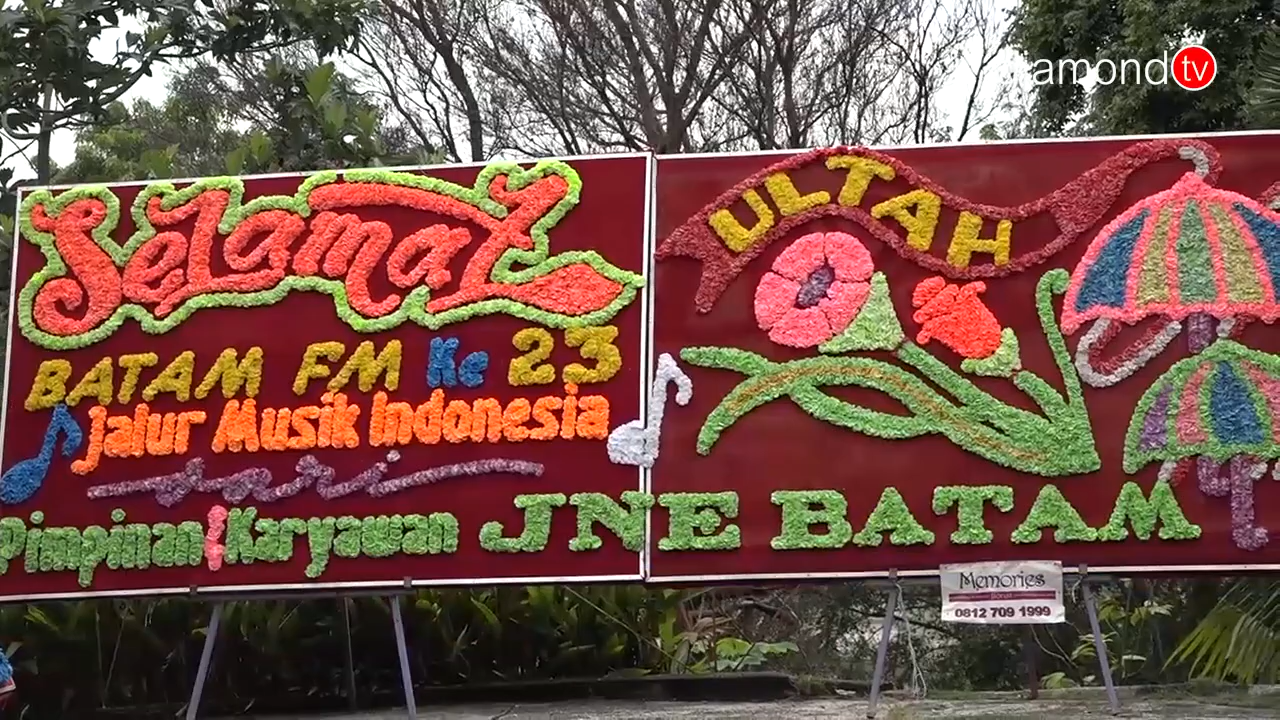 Selamat
ULTAH
BATAM FM Ke 23
Jalur Musik Indonesia
dari
Pimpinan & Karyawan JNE BATAM
Memories
0812 709 1999
amondtv